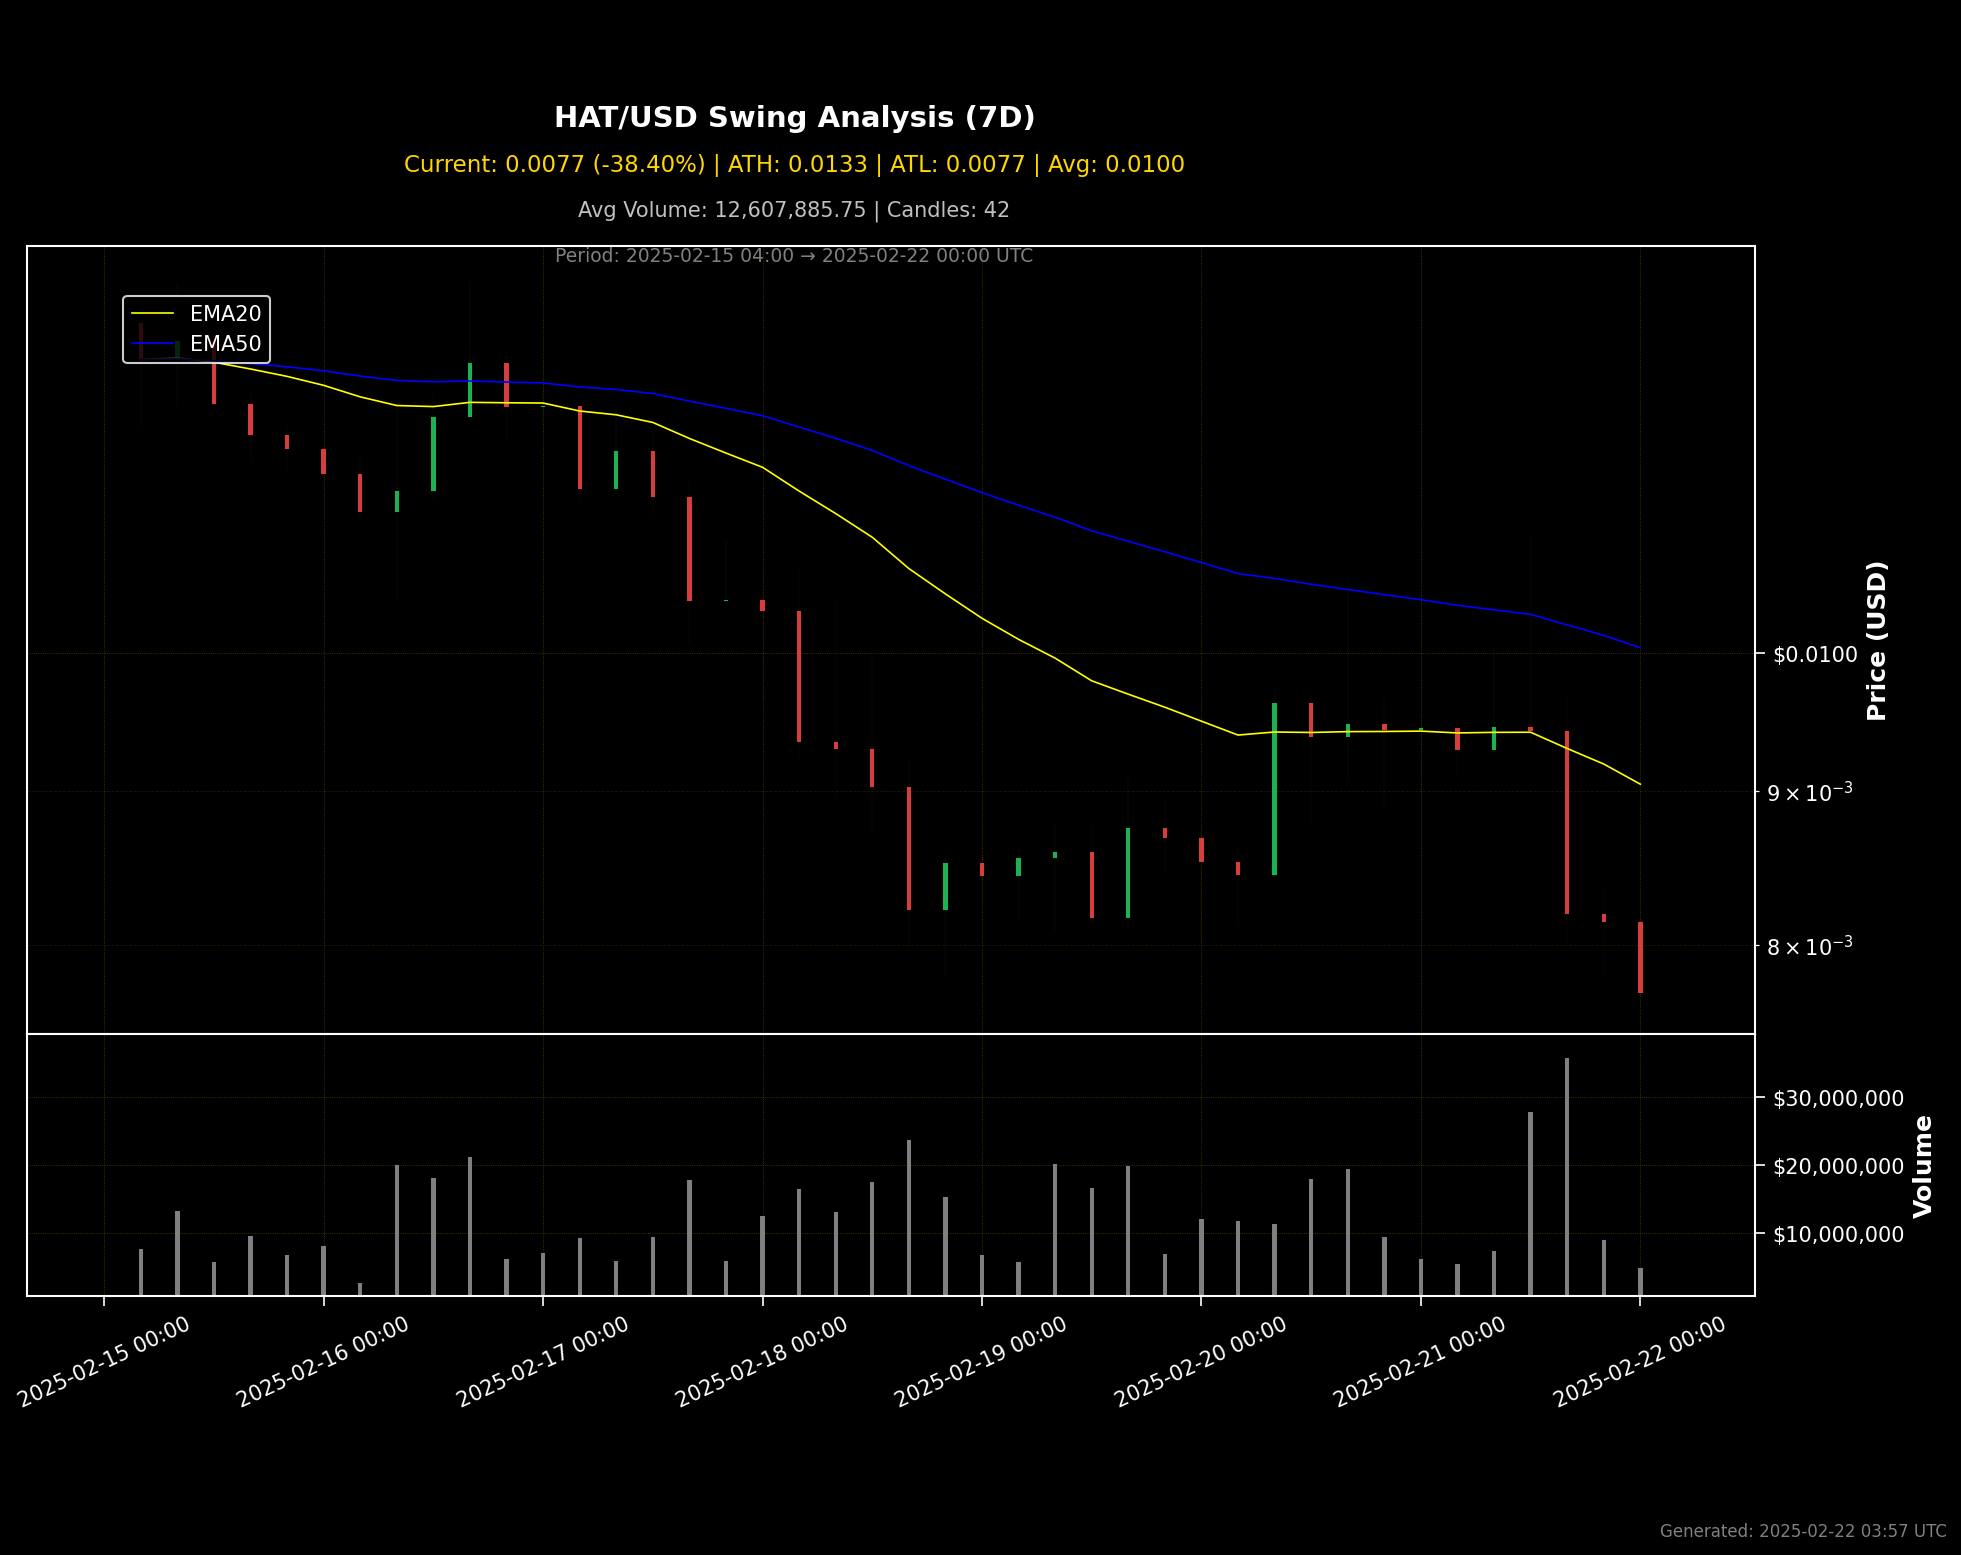 HAT/USD Swing Analysis (7D)
Current: 0.0077 (-38.40%) | ATH: 0.0133 | ATL: 0.0077 | Avg: 0.0100
Avg Volume: 12,607,885.75 | Candles: 42
Period: 2025-02-15 04:00 → 2025-02-22 00:00 UTC
EMA20
EMA50
$0.0100
9 × 10⁻³
8 × 10⁻³
Price (USD)
$30,000,000
$20,000,000
$10,000,000
Volume
2025-02-15 00:00
2025-02-16 00:00
2025-02-17 00:00
2025-02-18 00:00
2025-02-19 00:00
2025-02-20 00:00
2025-02-21 00:00
2025-02-22 00:00
Generated: 2025-02-22 03:57 UTC